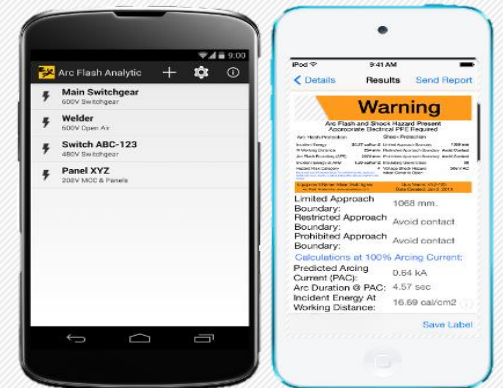 9:00
Arc Flash Analytic
Main Switchgear
600V Switchgear
Welder
600V Open Air
Switch ABC-123
480V Switchgear
Panel XYZ
208V MCC & Panels
iPod 9:41 AM
Details Results Send Report
Warning
Arc Flash and Shock Hazard Present
Appropriate Electrical PPE Required
Limited Approach Boundary: 1068 mm.
Restricted Approach Boundary: Avoid contact
Prohibited Approach Boundary: Avoid contact
Calculations at 100% Arcing Current:
Predicted Arcing Current (PAC): 0.64 kA
Arc Duration @ PAC: 4.57 sec
Incident Energy At Working Distance: 16.69 cal/cm2
Save Label